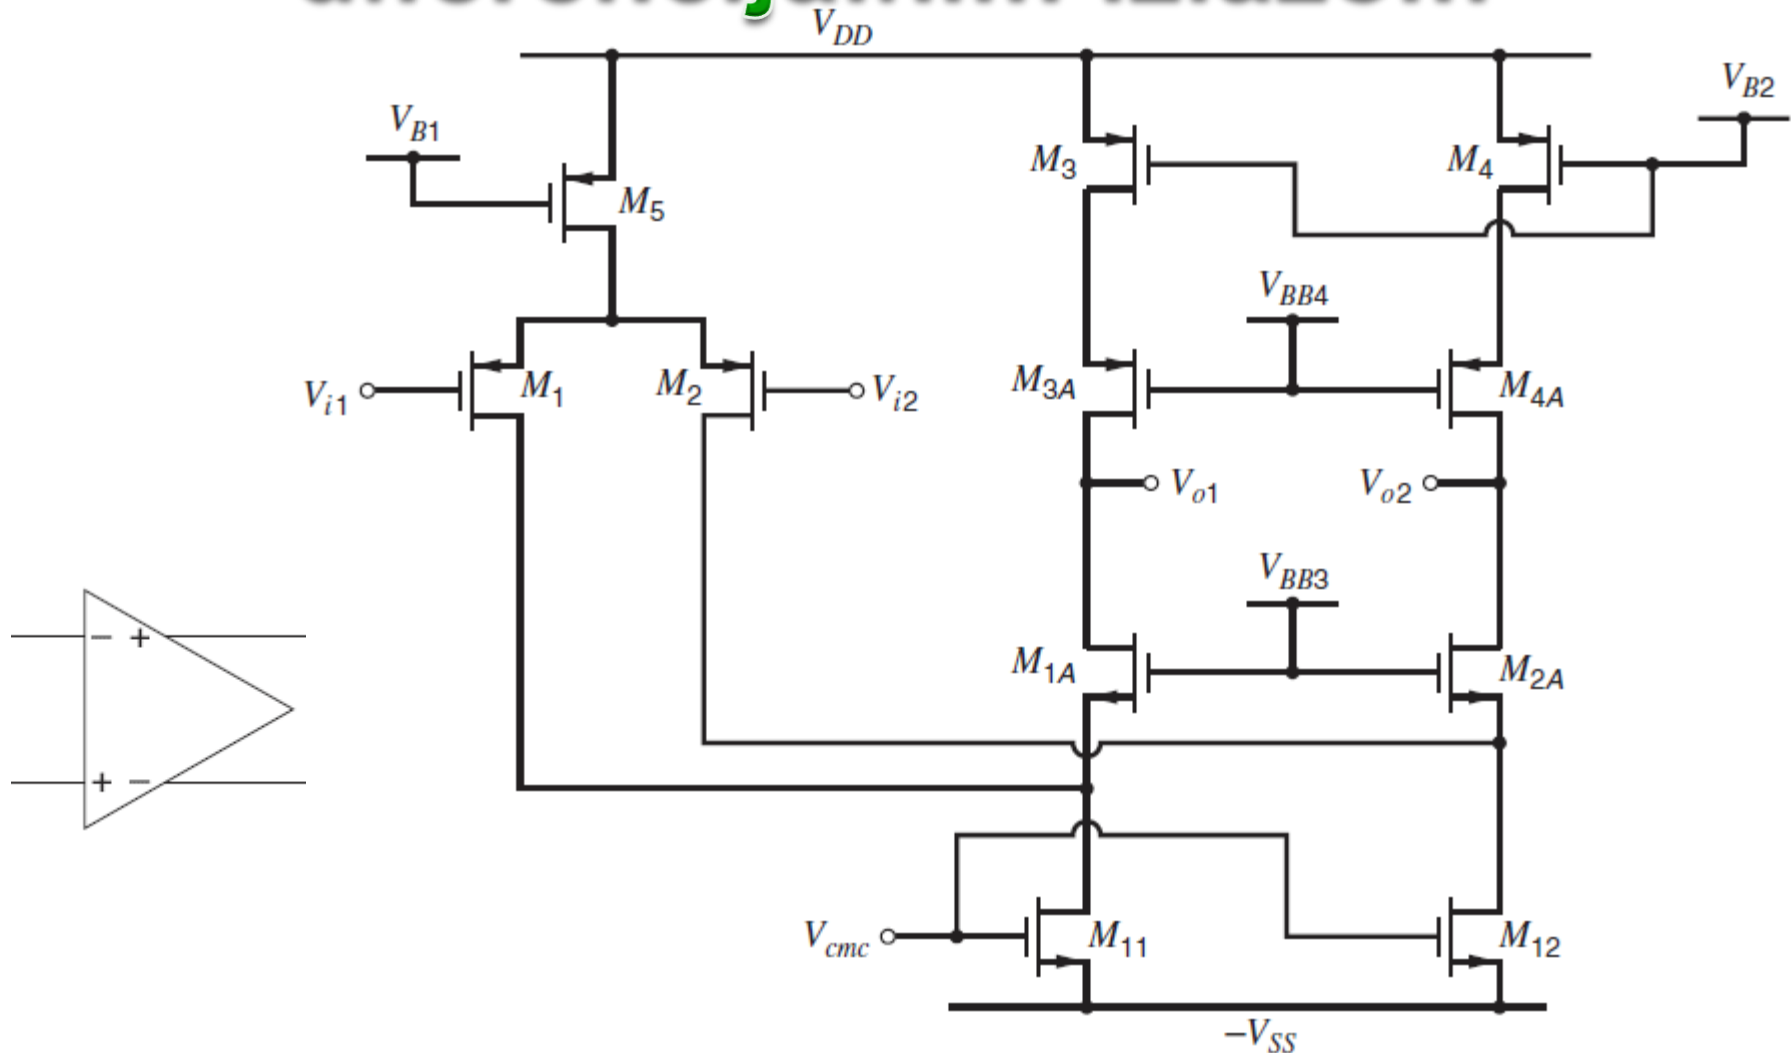 V_DD
V_B1
V_B2
M_5
M_3
M_4
V_BB4
V_i1
M_1
M_2
V_i2
M_3A
M_4A
V_o1
V_o2
V_BB3
M_1A
M_2A
− +
+ −
V_cmc
M_11
M_12
−V_SS